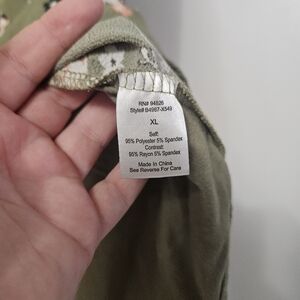 RN# 94826
Style# B4987-X549
XL
Self:
95% Polyester 5% Spandex
Contrast:
95% Rayon 5% Spandex
Made In China
See Reverse For Care